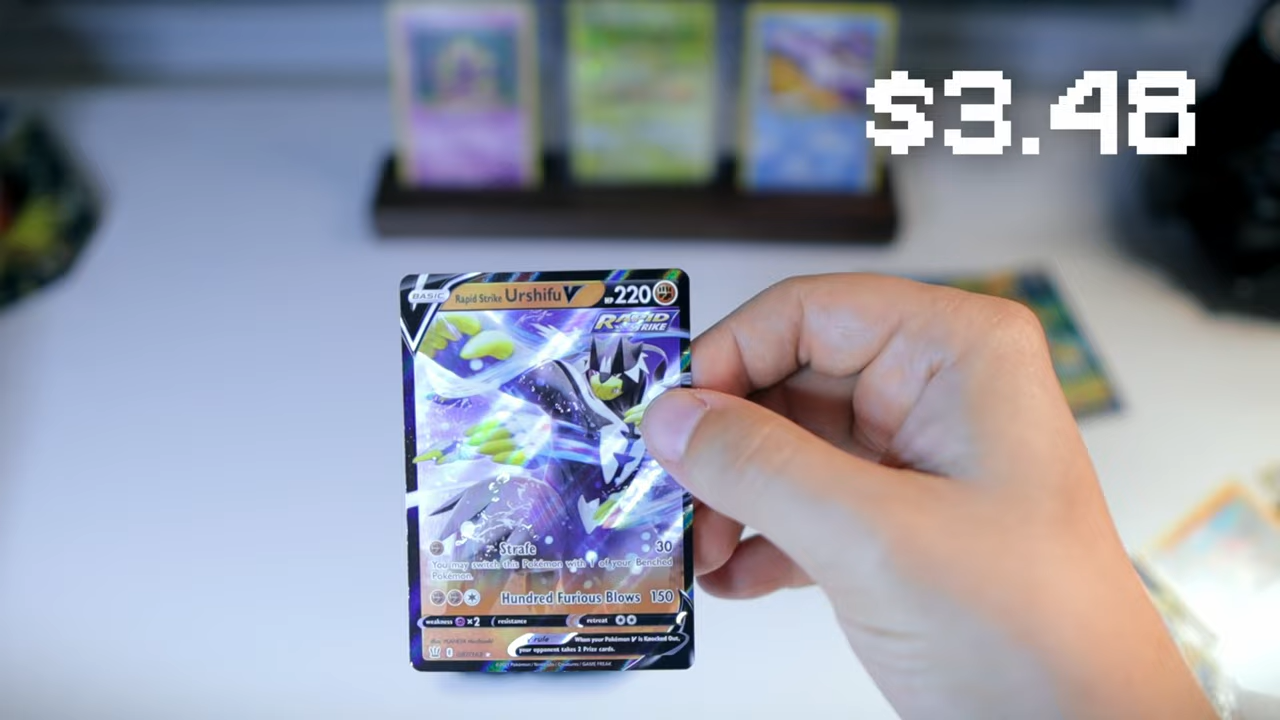 $3.48
BASIC
Rapid Strike Urshifu V HP 220
RAPID
STRIKE
Strafe 30
You may switch this Pokémon with 1 of your Benched
Pokémon.
Hundred Furious Blows 150
weakness ×2 resistance retreat
V rule When your Pokémon V is Knocked Out,
your opponent takes 2 Prize cards.